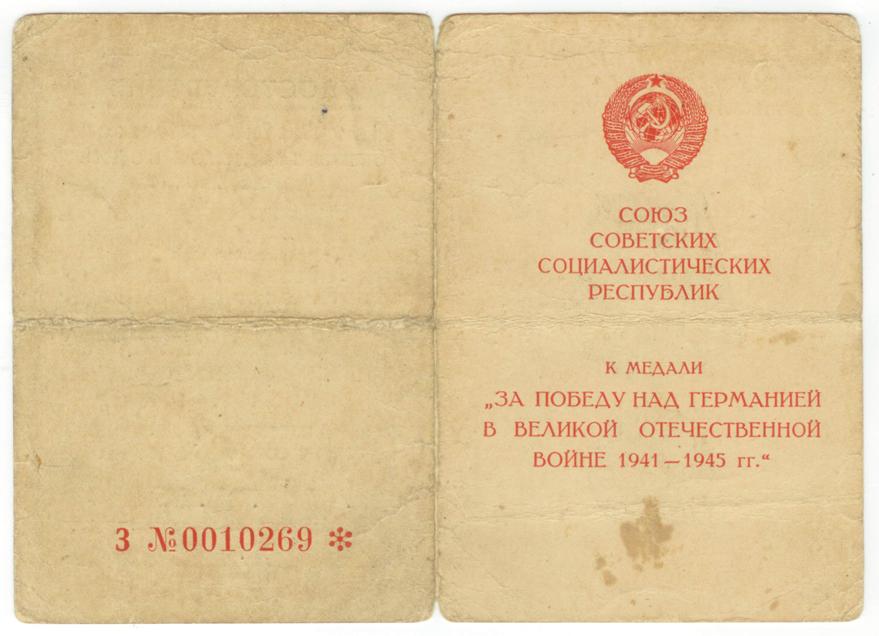 З №0010269 *
СОЮЗ
СОВЕТСКИХ
СОЦИАЛИСТИЧЕСКИХ
РЕСПУБЛИК
К МЕДАЛИ
„ЗА ПОБЕДУ НАД ГЕРМАНИЕЙ
В ВЕЛИКОЙ ОТЕЧЕСТВЕННОЙ
ВОЙНЕ 1941—1945 гг.“